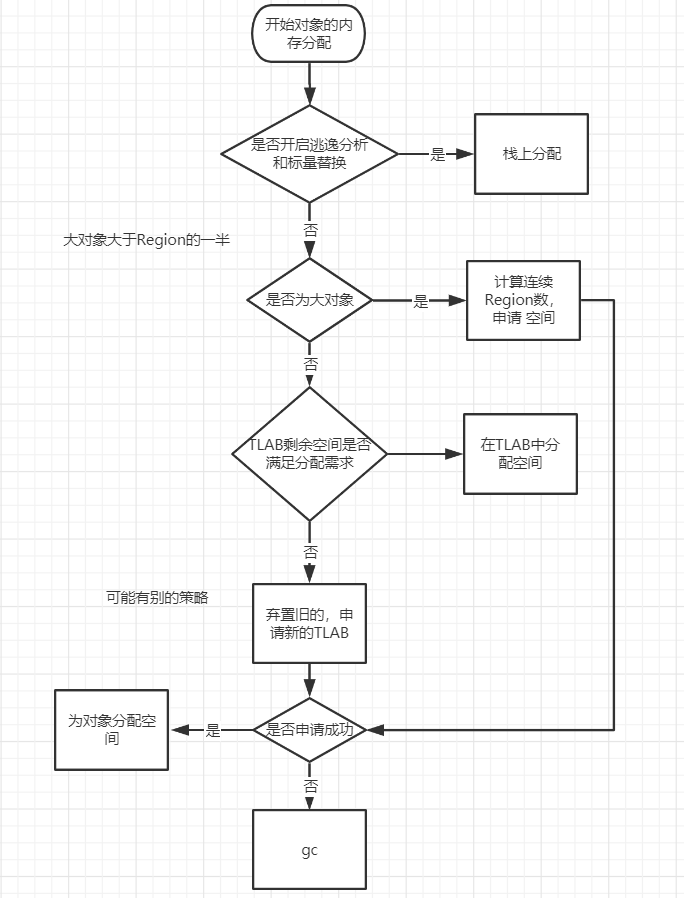 开始对象的内
存分配
是否开启逃逸分析
和标量替换
是
栈上分配
否
大对象大于Region的一半
是否为大对象
是
计算连续
Region数，
申请 空间
否
TLAB剩余空间是否
满足分配需求
在TLAB中分
配空间
否
可能有别的策略
弃置旧的，申
请新的TLAB
为对象分配空
间
是
是否申请成功
否
gc